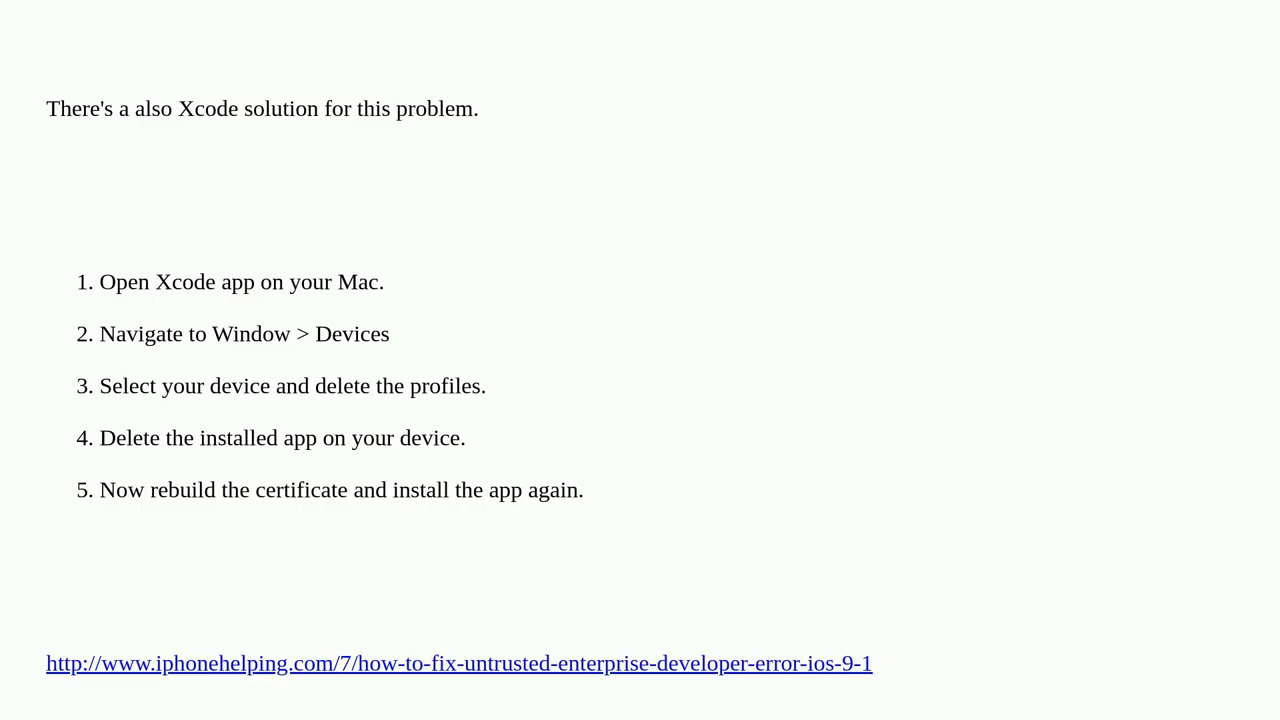 There's a also Xcode solution for this problem.
1. Open Xcode app on your Mac.
2. Navigate to Window > Devices
3. Select your device and delete the profiles.
4. Delete the installed app on your device.
5. Now rebuild the certificate and install the app again.
http://www.iphonehelping.com/7/how-to-fix-untrusted-enterprise-developer-error-ios-9-1